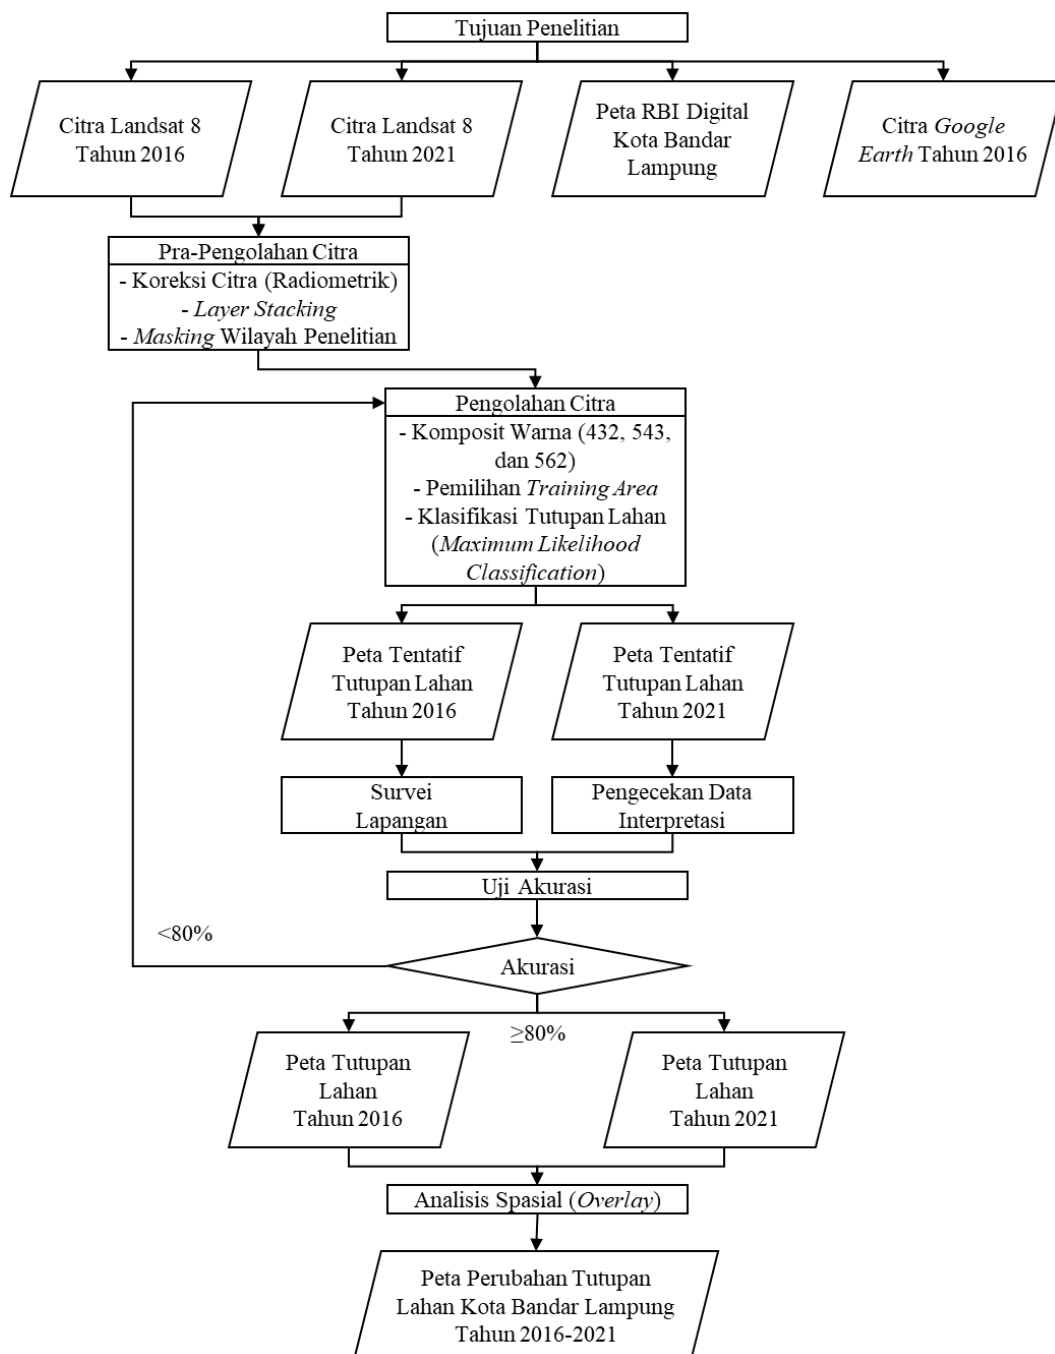 Tujuan Penelitian
Citra Landsat 8
Tahun 2016
Citra Landsat 8
Tahun 2021
Peta RBI Digital
Kota Bandar
Lampung
Citra Google
Earth Tahun 2016
Pra-Pengolahan Citra
- Koreksi Citra (Radiometrik)
- Layer Stacking
- Masking Wilayah Penelitian
Pengolahan Citra
- Komposit Warna (432, 543,
dan 562)
- Pemilihan Training Area
- Klasifikasi Tutupan Lahan
(Maximum Likelihood
Classification)
Peta Tentatif
Tutupan Lahan
Tahun 2016
Peta Tentatif
Tutupan Lahan
Tahun 2021
Survei
Lapangan
Pengecekan Data
Interpretasi
Uji Akurasi
<80%
Akurasi
≥80%
Peta Tutupan
Lahan
Tahun 2016
Peta Tutupan
Lahan
Tahun 2021
Analisis Spasial (Overlay)
Peta Perubahan Tutupan
Lahan Kota Bandar Lampung
Tahun 2016-2021